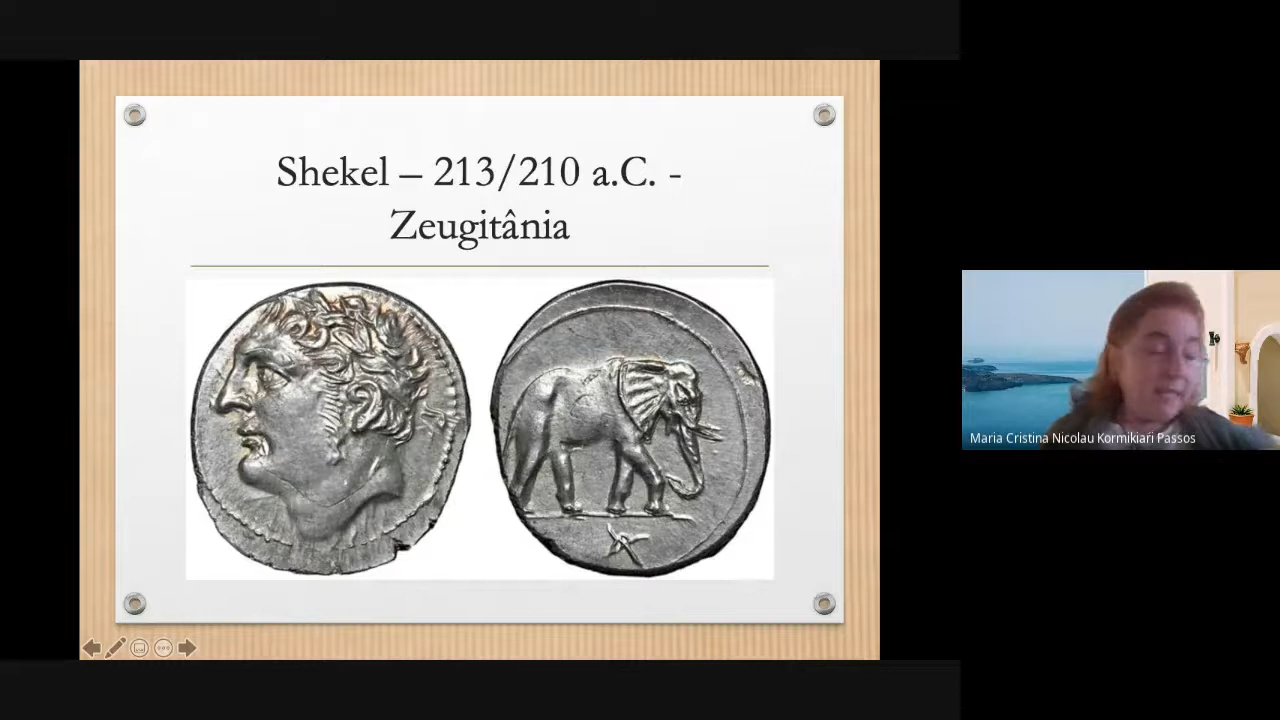 Shekel – 213/210 a.C. -
Zeugitânia
Maria Cristina Nicolau Kormikiari Passos